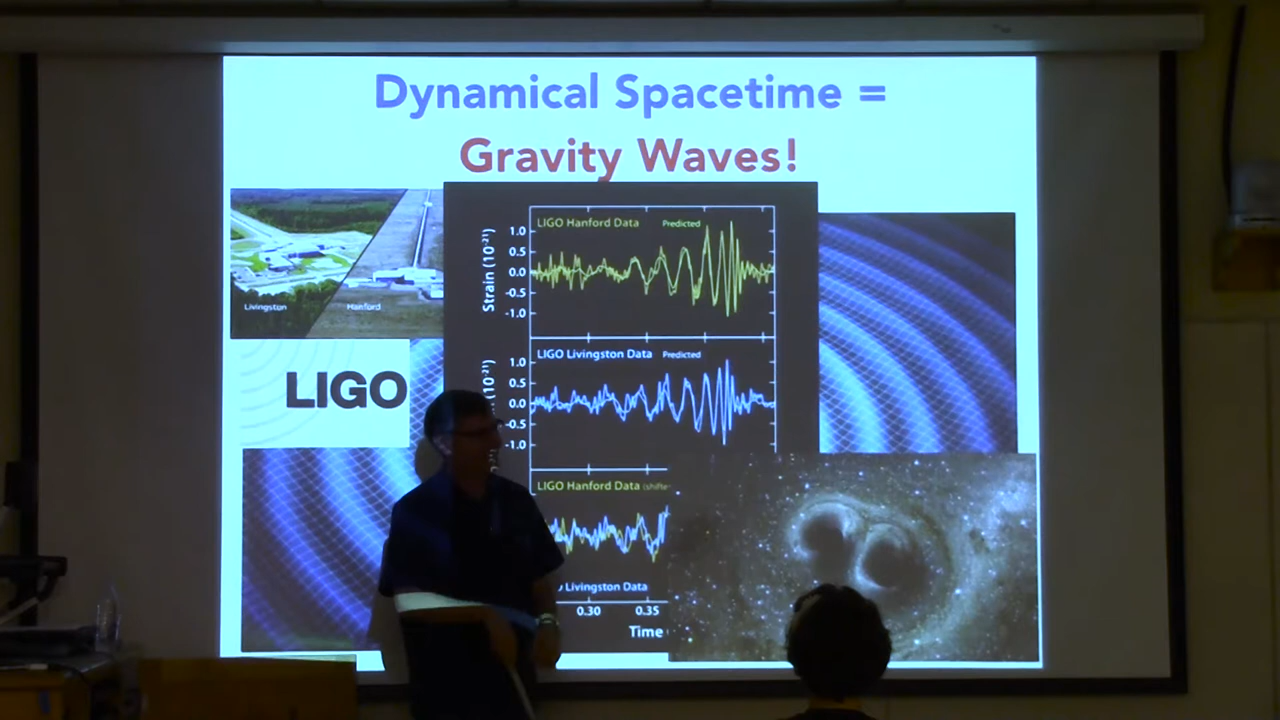 Dynamical Spacetime =
Gravity Waves!
Livingston
Hanford
LIGO
LIGO Hanford Data Predicted
1.0
0.5
0.0
-0.5
-1.0
Strain (10⁻²¹)
LIGO Livingston Data Predicted
1.0
0.5
0.0
-0.5
-1.0
(10⁻²¹)
LIGO Hanford Data
Livingston Data
0.30 0.35
Time